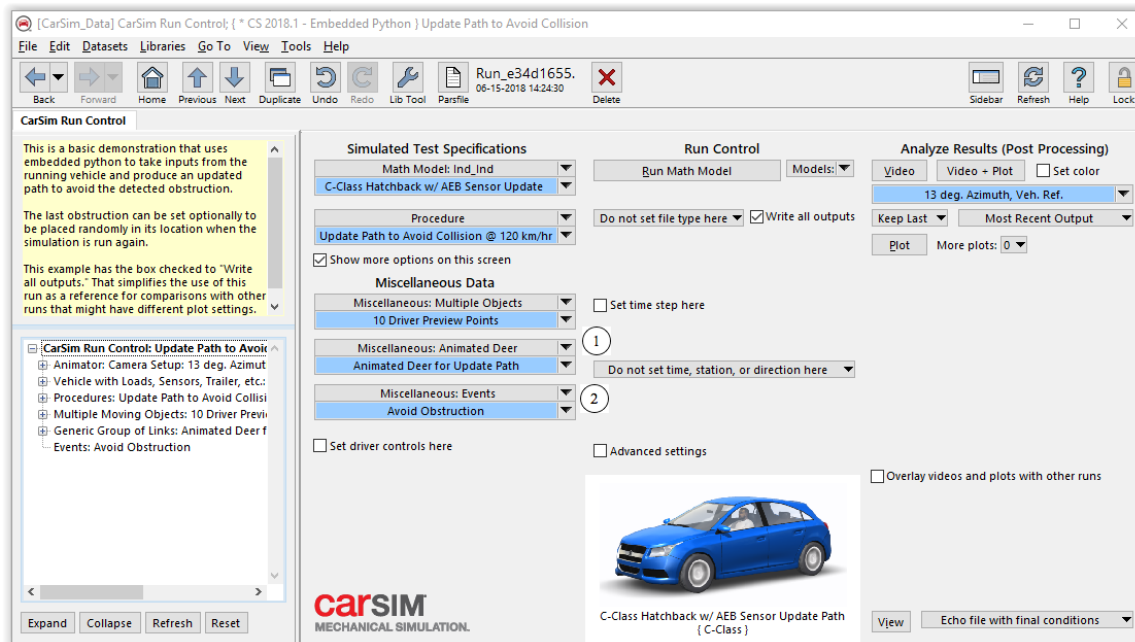 [CarSim_Data] CarSim Run Control; { * CS 2018.1 - Embedded Python } Update Path to Avoid Collision
File Edit Datasets Libraries Go To View Tools Help
Back Forward Home Previous Next Duplicate Undo Redo Lib Tool Parsfile
Run_e34d1655.
06-15-2018 14:24:30
Delete Sidebar Refresh Help Lock
CarSim Run Control
This is a basic demonstration that uses
embedded python to take inputs from the
running vehicle and produce an updated
path to avoid the detected obstruction.
The last obstruction can be set optionally to
be placed randomly in its location when the
simulation is run again.
This example has the box checked to "Write
all outputs." That simplifies the use of this
run as a reference for comparisons with other
runs that might have different plot settings.
CarSim Run Control: Update Path to Avoid
Animator: Camera Setup: 13 deg. Azimut
Vehicle with Loads, Sensors, Trailer, etc.:
Procedures: Update Path to Avoid Collisi
Multiple Moving Objects: 10 Driver Previ
Generic Group of Links: Animated Deer f
Events: Avoid Obstruction
Expand Collapse Refresh Reset
Simulated Test Specifications
Math Model: Ind_Ind
C-Class Hatchback w/ AEB Sensor Update
Procedure
Update Path to Avoid Collision @ 120 km/hr
Show more options on this screen
Miscellaneous Data
Miscellaneous: Multiple Objects
10 Driver Preview Points
Miscellaneous: Animated Deer
1
Animated Deer for Update Path
Miscellaneous: Events
2
Avoid Obstruction
Set driver controls here
carSIM
MECHANICAL SIMULATION.
Run Control
Run Math Model
Models:
Do not set file type here
Write all outputs
Set time step here
Do not set time, station, or direction here
Advanced settings
C-Class Hatchback w/ AEB Sensor Update Path
{ C-Class }
Analyze Results (Post Processing)
Video Video + Plot Set color
13 deg. Azimuth, Veh. Ref.
Keep Last Most Recent Output
Plot More plots: 0
Overlay videos and plots with other runs
View Echo file with final conditions